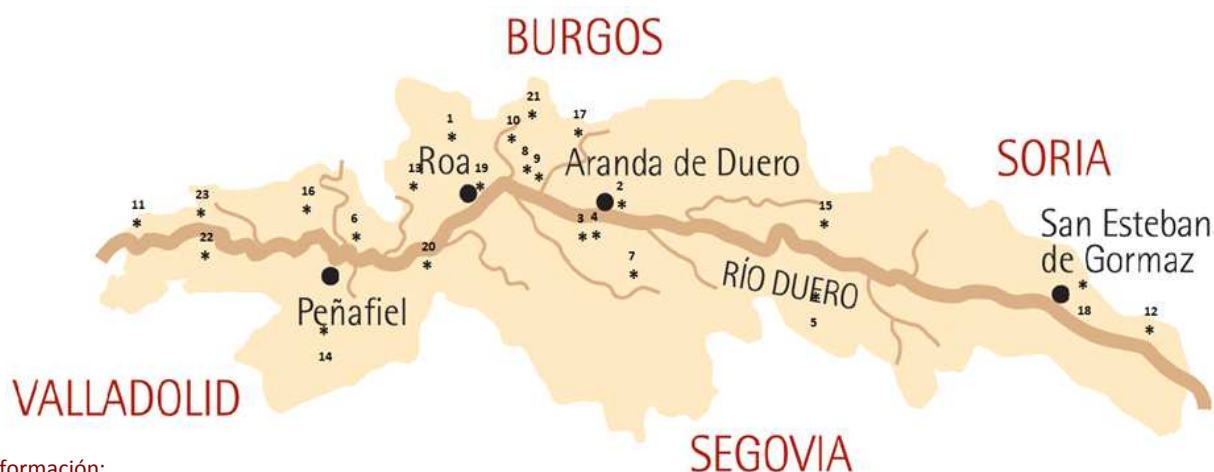 BURGOS
21
17
1
10
Roa
8
9
13
19
Aranda de Duero
2
SORIA
23
16
11
15
San Esteban
de Gormaz
6
3
4
22
20
7
RÍO DUERO
Peñafiel
5
18
12
14
VALLADOLID
SEGOVIA
formación: